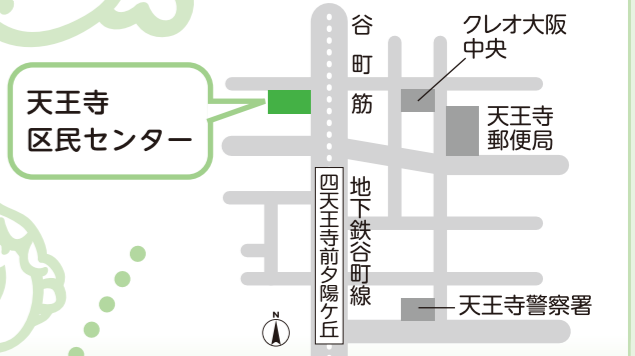 谷町筋
クレオ大阪
中央
天王寺
区民センター
天王寺
郵便局
四天王寺前夕陽ケ丘
地下鉄谷町線
天王寺警察署
N